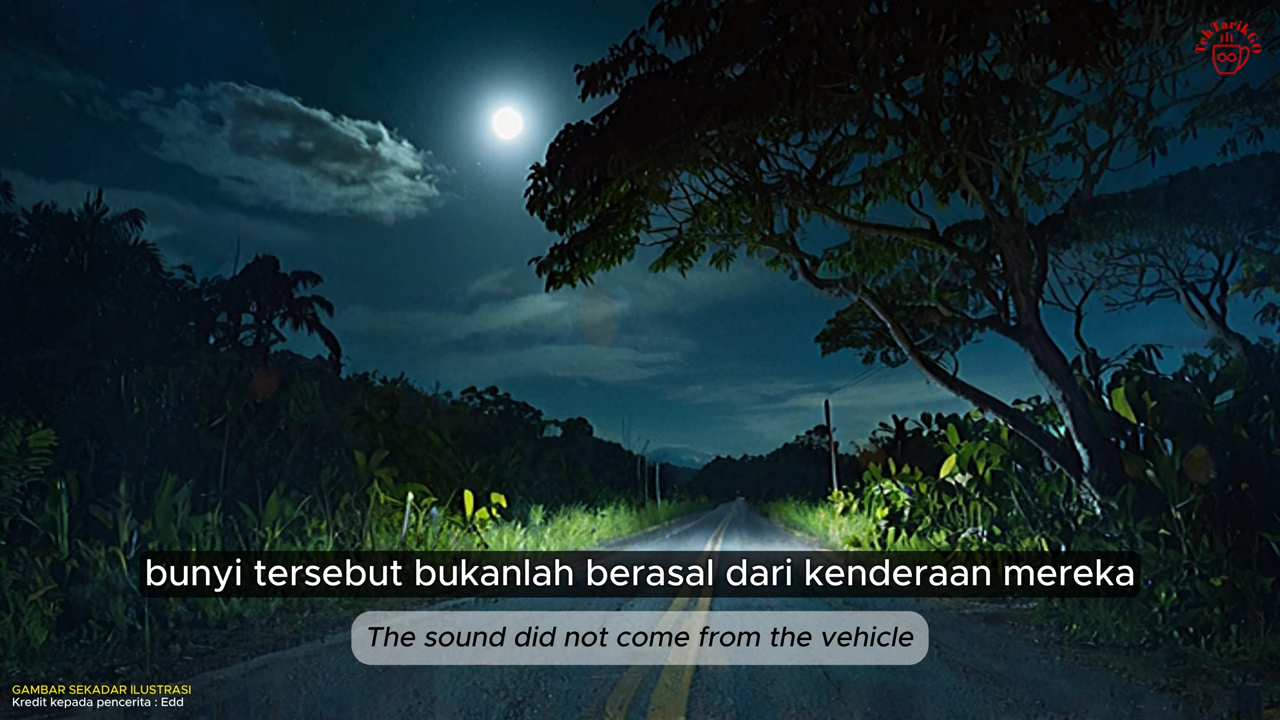 TehTarikGO
bunyi tersebut bukanlah berasal dari kenderaan mereka
The sound did not come from the vehicle
GAMBAR SEKADAR ILUSTRASI
Kredit kepada pencerita : Edd